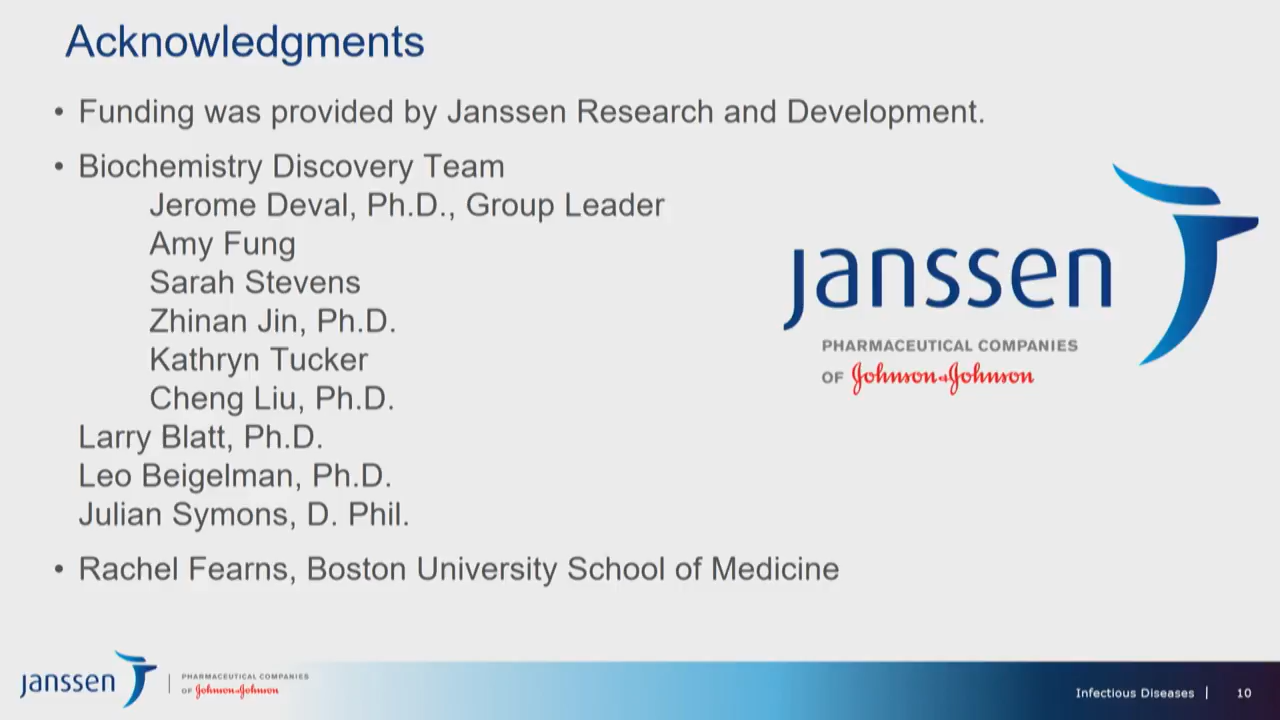 Acknowledgments
• Funding was provided by Janssen Research and Development.
• Biochemistry Discovery Team
Jerome Deval, Ph.D., Group Leader
Amy Fung
Sarah Stevens
Zhinan Jin, Ph.D.
Kathryn Tucker
Cheng Liu, Ph.D.
Larry Blatt, Ph.D.
Leo Beigelman, Ph.D.
Julian Symons, D. Phil.
• Rachel Fearns, Boston University School of Medicine
janssen
PHARMACEUTICAL COMPANIES
OF Johnson & Johnson
janssen
PHARMACEUTICAL COMPANIES
OF Johnson & Johnson
Infectious Diseases | 10